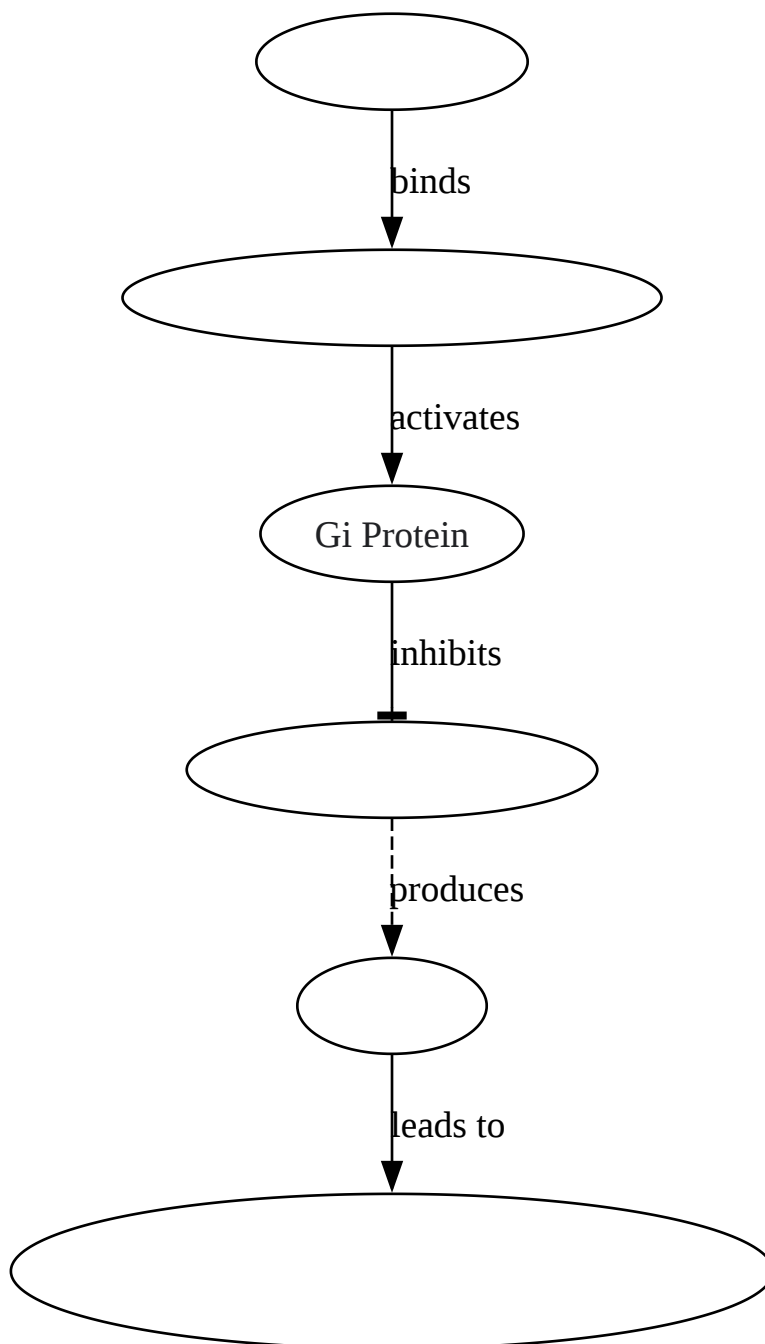 binds
activates
Gi Protein
inhibits
produces
leads to